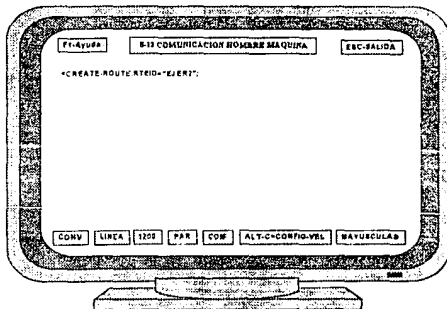 F1-Ayuda S-12 COMUNICACION HOMBRE MAQUINA ESC-SALIDA
<CREATE-ROUTE:RTEID="EJER2";
CONV LINEA 1200 PAR CONF ALT-C=CONFIG-VEL MAYUSCULAS